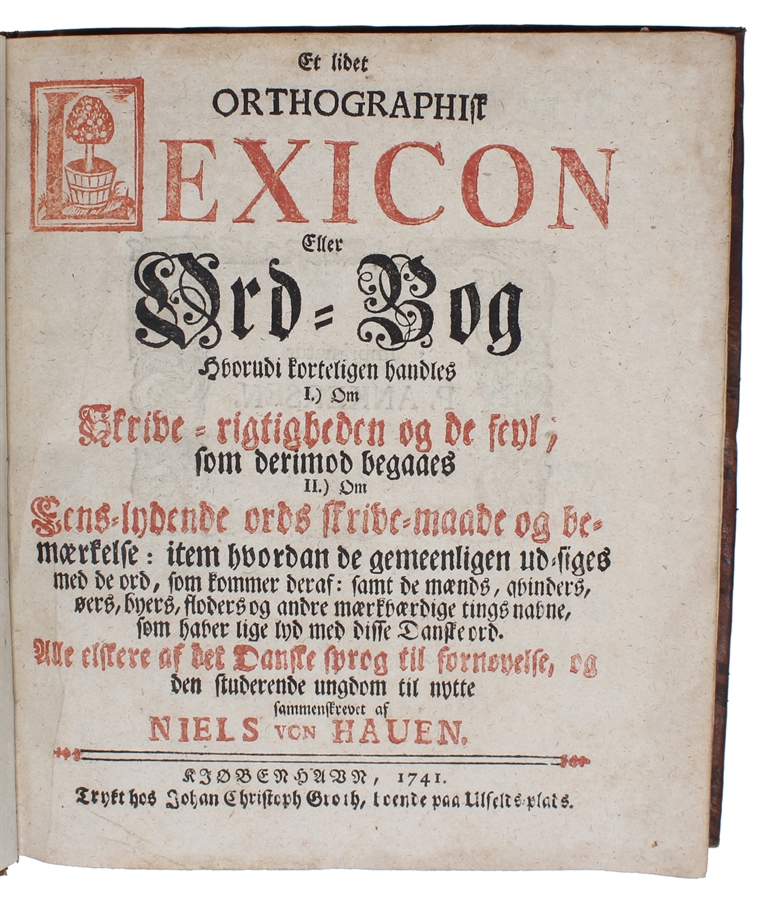 Et lidet
ORTHOGRAPHIſk
LEXICON
Eller
Ord-Bog
Hvorudi korteligen handles
I.) Om
Skrive-rigtigheden og de feyl,
ſom derimod begaaes
II.) Om
Eens-lydende ords ſkrive-maade og be-
mærkelſe: item hvordan de gemeenligen ud-ſiges
med de ord, ſom kommer deraf: ſamt de mænds, qvinders,
øers, byers, floders og andre mærkværdige tings navne,
ſom haver lige lyd med diſſe Danſke ord.
Alle elſkere af det Danſke ſprog til fornøyelſe, og
den ſtuderende ungdom til nytte
ſammenſkrevet af
NIELS von HAUEN.
KJØBENHAVN, 1741.
Trykt hos Johan Chriſtoph Groth, boende paa Ulfelds-plads.